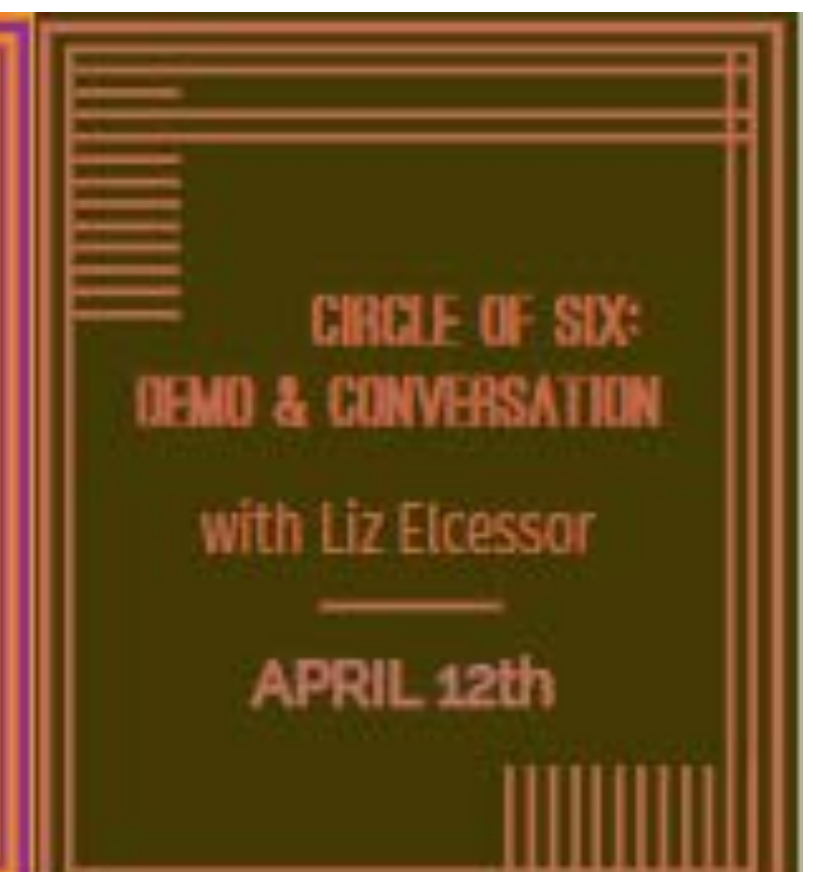 CIRCLE OF SIX:
DEMO & CONVERSATION
with Liz Elcessor
APRIL 12th